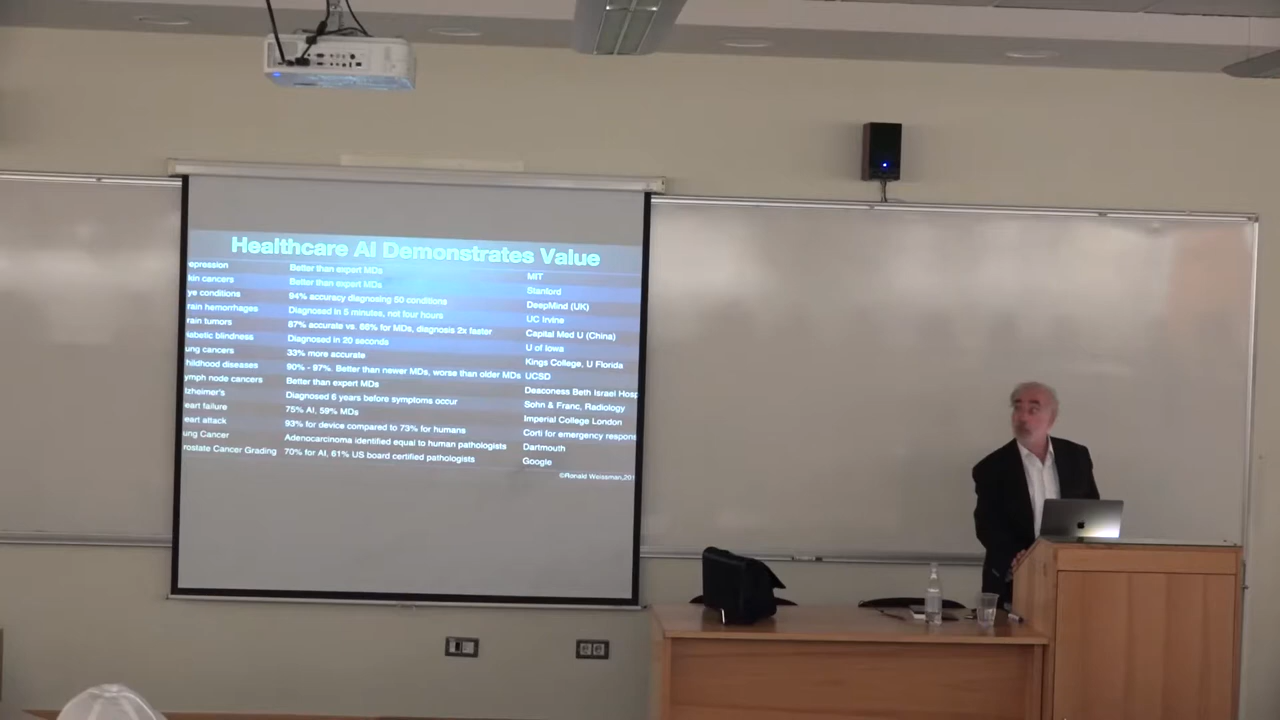 Healthcare AI Demonstrates Value
epression Better than expert MDs MIT
kin cancers Better than expert MDs Stanford
ye conditions 94% accuracy diagnosing 50 conditions DeepMind (UK)
rain hemorrhages Diagnosed in 5 minutes, not four hours UC Irvine
rain tumors 87% accurate vs. 66% for MDs, diagnosis 2x faster Capital Med U (China)
iabetic blindness Diagnosed in 20 seconds U of Iowa
ung cancers 33% more accurate Kings College, U Florida
hildhood diseases 90% - 97%. Better than newer MDs, worse than older MDs UCSD
ymph node cancers Better than expert MDs Deaconess Beth Israel Hosp
lzheimer's Diagnosed 6 years before symptoms occur Sohn & Franc, Radiology
eart failure 75% AI, 59% MDs Imperial College London
eart attack 93% for device compared to 73% for humans Corti for emergency respons
ung Cancer Adenocarcinoma identified equal to human pathologists Dartmouth
rostate Cancer Grading 70% for AI, 61% US board certified pathologists Google
©Ronald Weissman,201